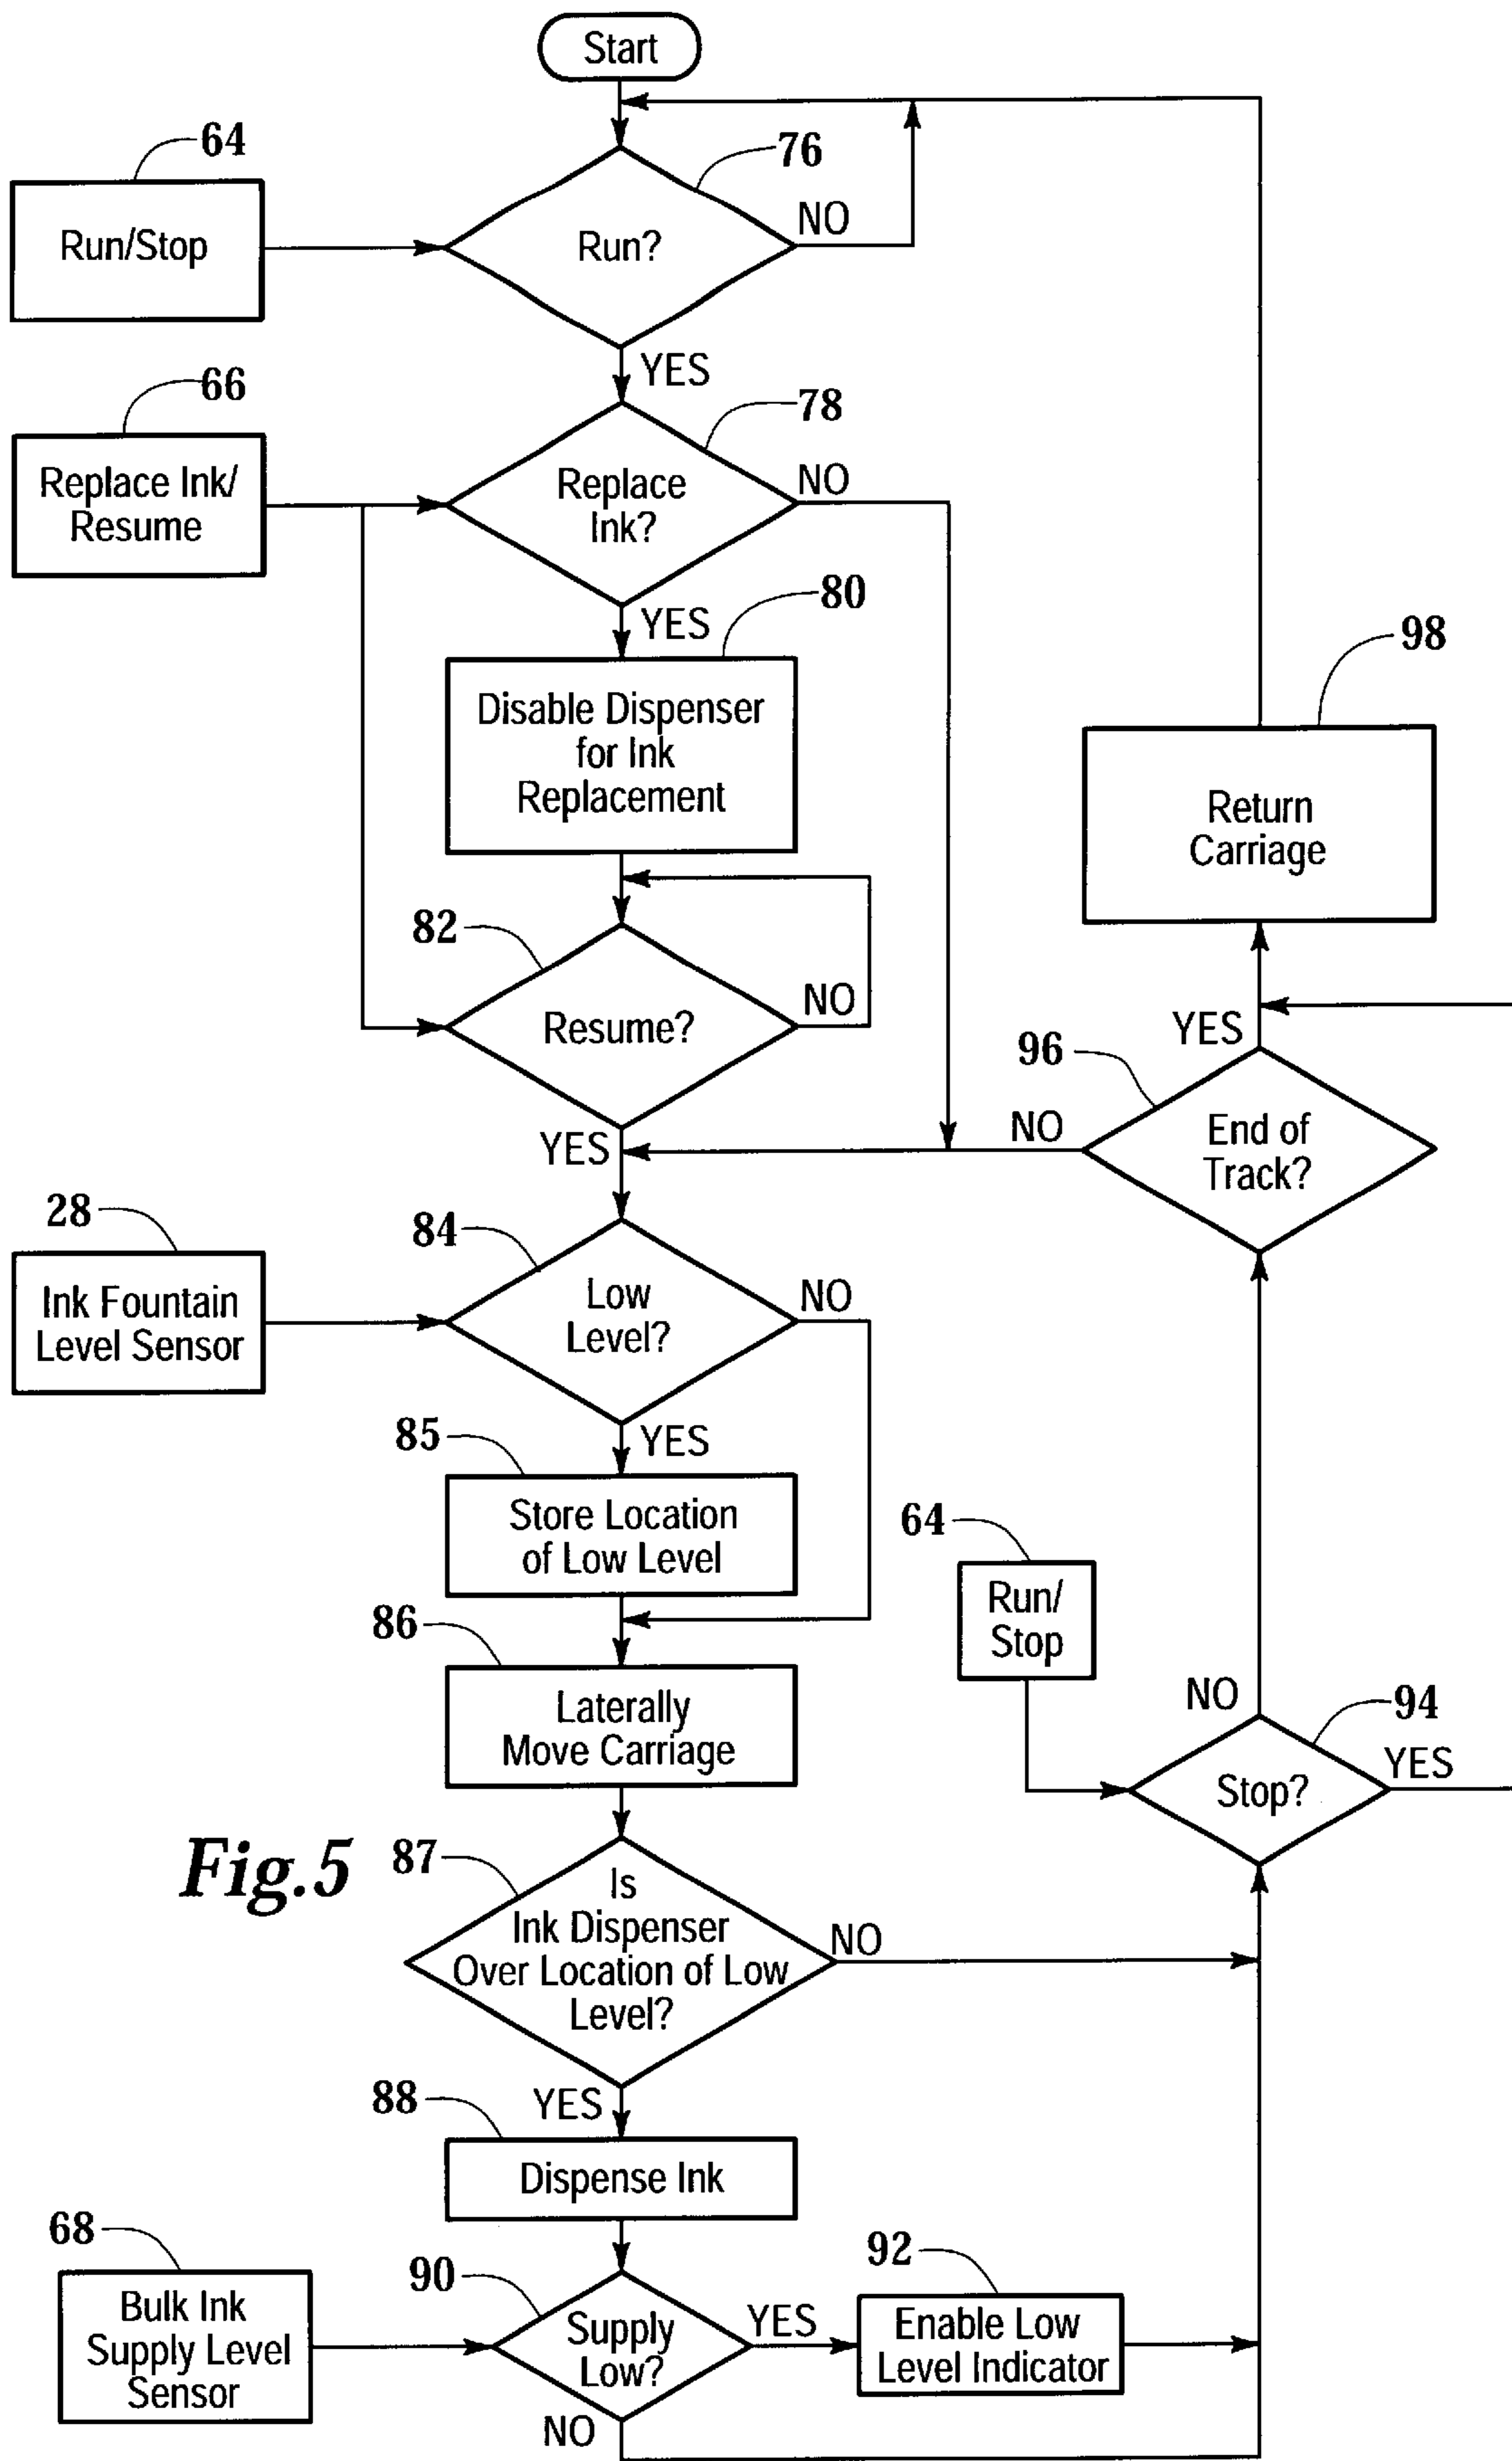 Start
64
76
Run/Stop
Run?
NO
YES
66
78
Replace Ink/
Resume
Replace
Ink?
NO
YES
80
Disable Dispenser
for Ink
Replacement
98
Return
Carriage
82
Resume?
NO
YES
YES
96
End of
Track?
NO
28
84
Ink Fountain
Level Sensor
Low
Level?
NO
YES
85
Store Location
of Low Level
64
Run/
Stop
86
Laterally
Move Carriage
NO
94
Stop?
YES
Fig.5
87
Is
Ink Dispenser
Over Location of Low
Level?
NO
YES
88
Dispense Ink
68
90
92
Bulk Ink
Supply Level
Sensor
Supply
Low?
YES
Enable Low
Level Indicator
NO